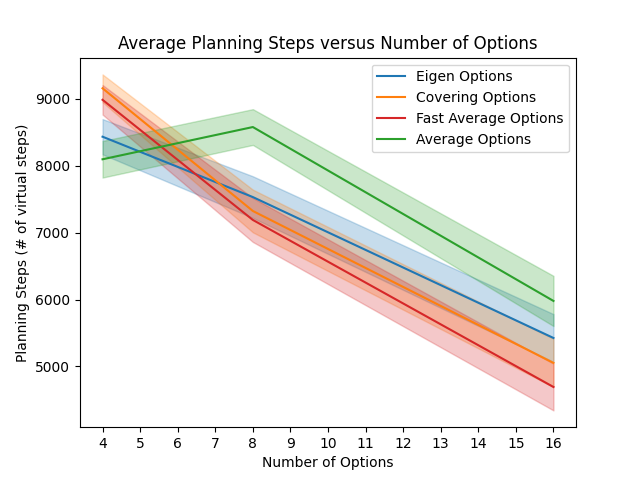 Average Planning Steps versus Number of Options
Eigen Options
Covering Options
Fast Average Options
Average Options
Planning Steps (# of virtual steps)
9000
8000
7000
6000
5000
4 5 6 7 8 9 10 11 12 13 14 15 16
Number of Options